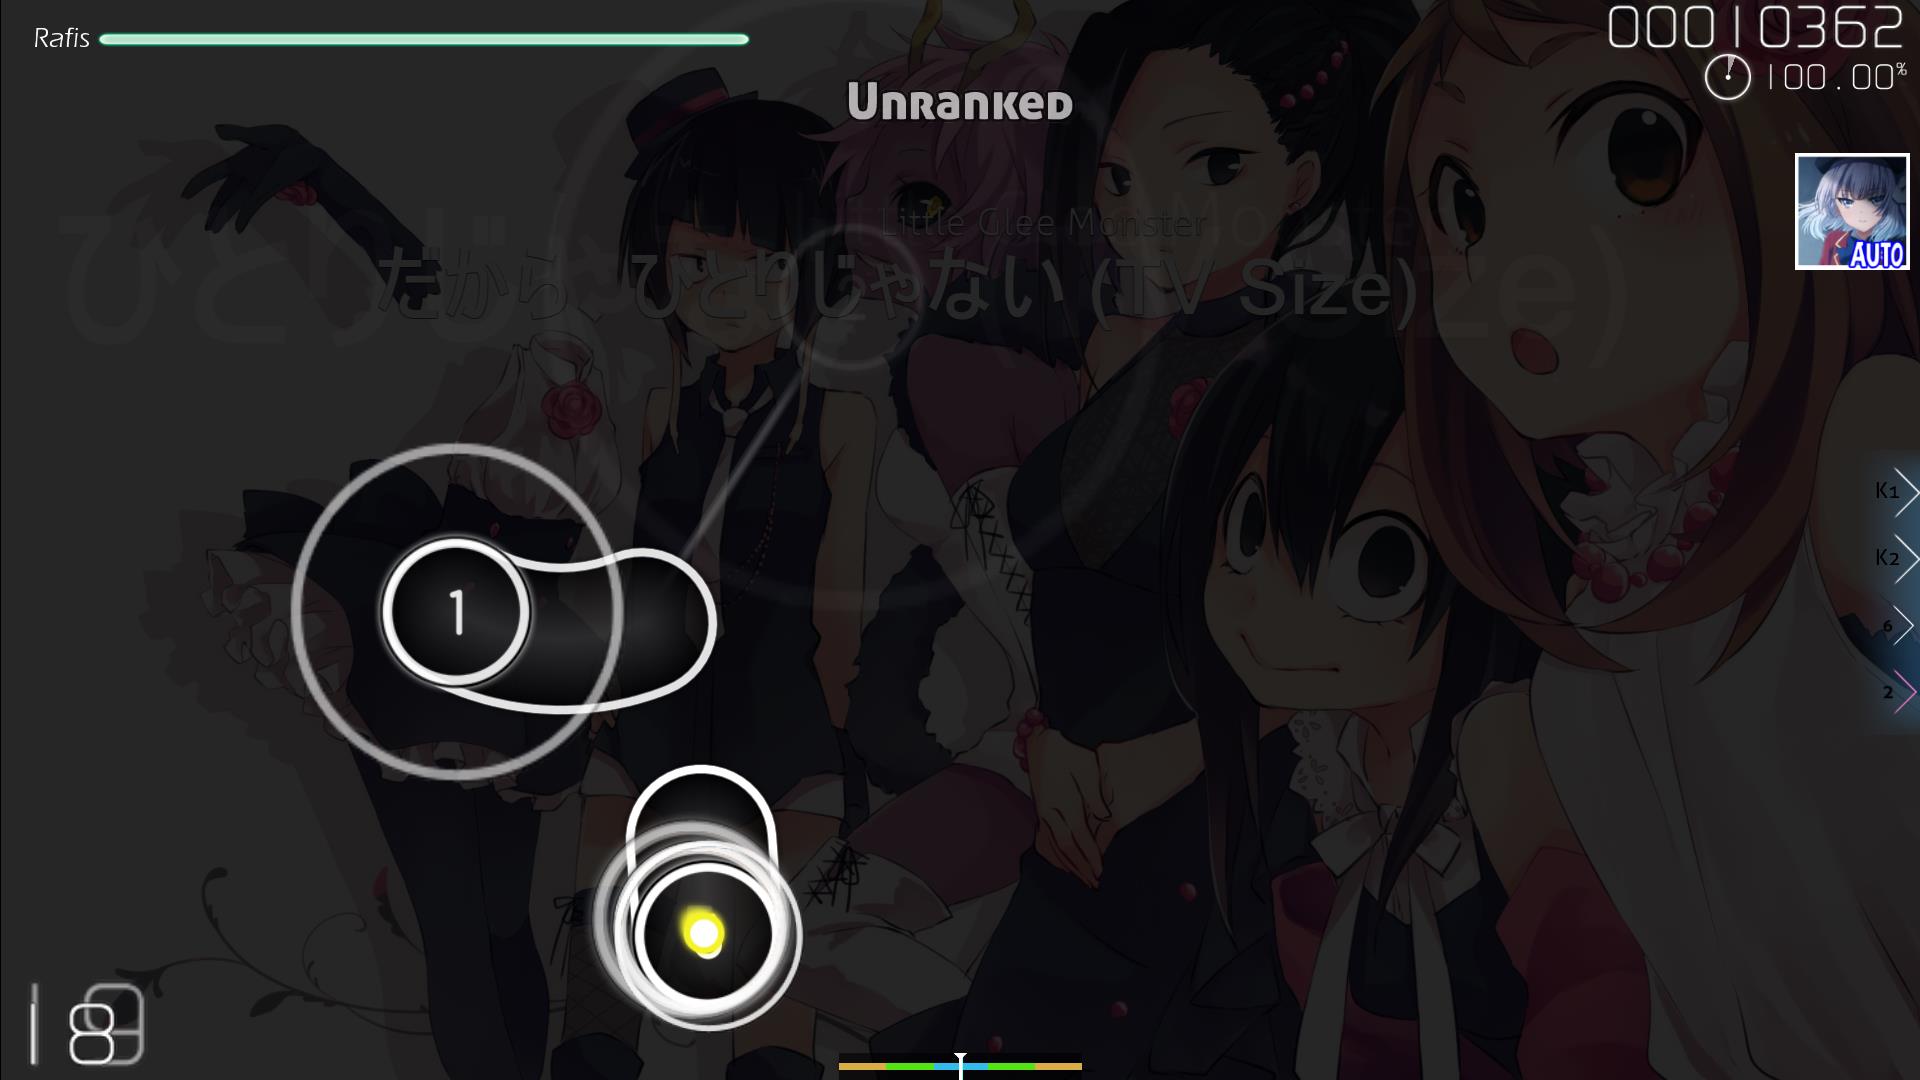 Rafis
00010362
100.00%
Unranked
Little Glee Monster
だから、ひとりじゃない (TV Size)
AUTO
K1
K2
6
2
1
18